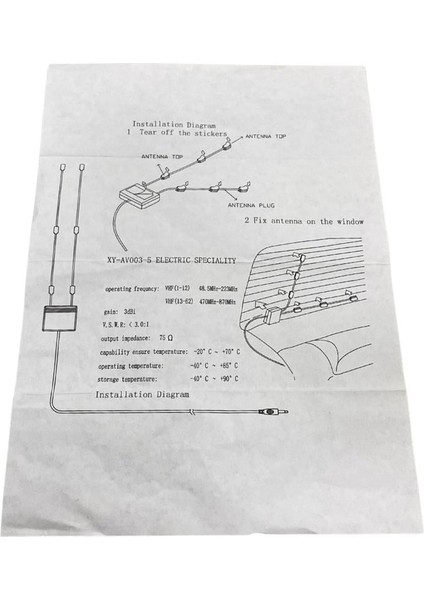 Installation Diagram
1 Tear off the stickers
ANTENNA TOP
ANTENNA TOP
ANTENNA PLUG
2 Fix antenna on the window
XY-AV003-5 ELECTRIC SPECIALITY
operating frequency: VHF(1-12) 48.5MHz-223MHz
VHF(13-62) 470MHz-870MHz
gain: 3dBi
V.S.W.R: < 3.0:1
output impedance: 75 Ω
capability ensure temperature: -20° C ~ +70° C
operating temperature: -40° C ~ +85° C
storage temperature: -40° C ~ +90° C
Installation Diagram